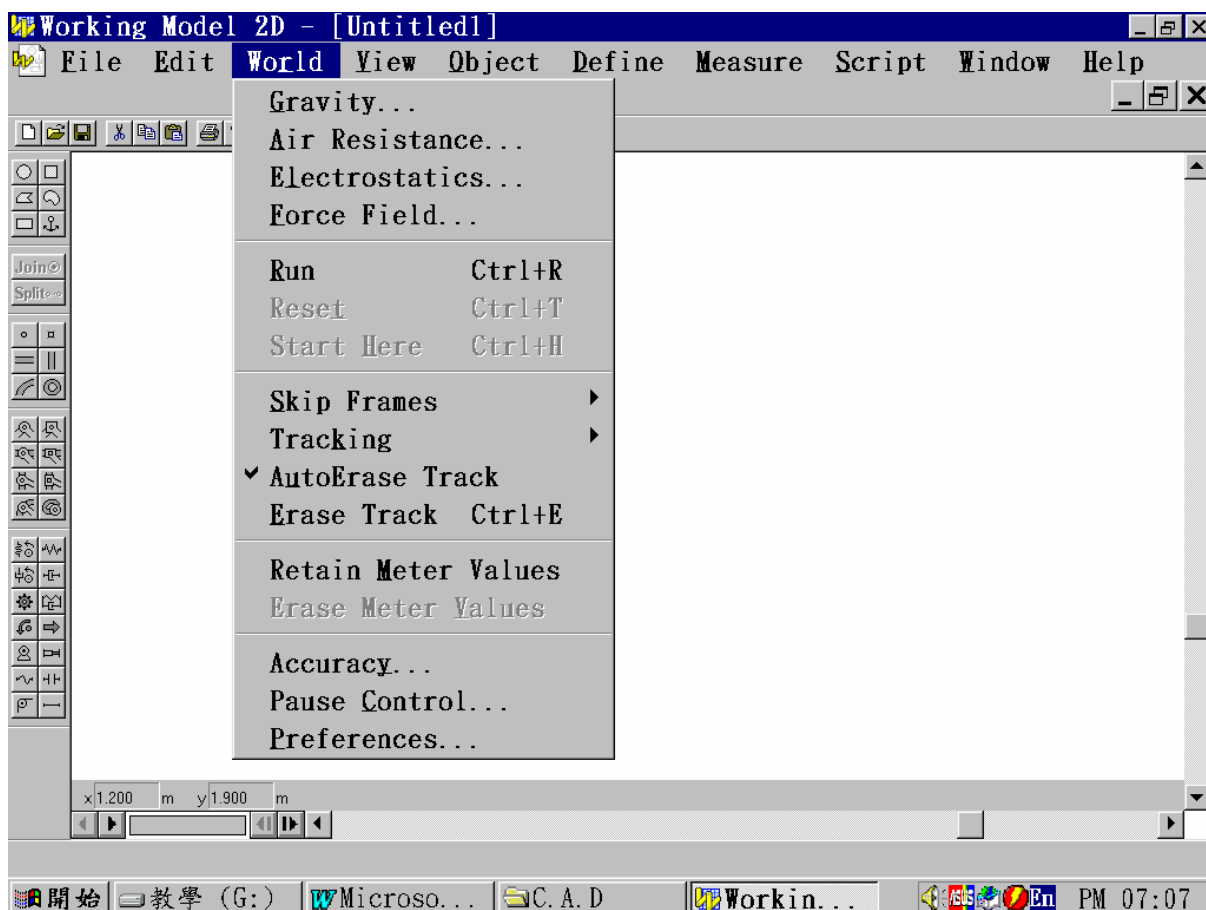 Working Model 2D - [Untitled1]
File Edit World View Object Define Measure Script Window Help
Gravity...
Air Resistance...
Electrostatics...
Force Field...
Run Ctrl+R
Reset Ctrl+T
Start Here Ctrl+H
Skip Frames
Tracking
AutoErase Track
Erase Track Ctrl+E
Retain Meter Values
Erase Meter Values
Accuracy...
Pause Control...
Preferences...
Join
Split
x 1.200 m y 1.900 m
開始 教學 (G:) Microso... C.A.D Workin... En PM 07:07